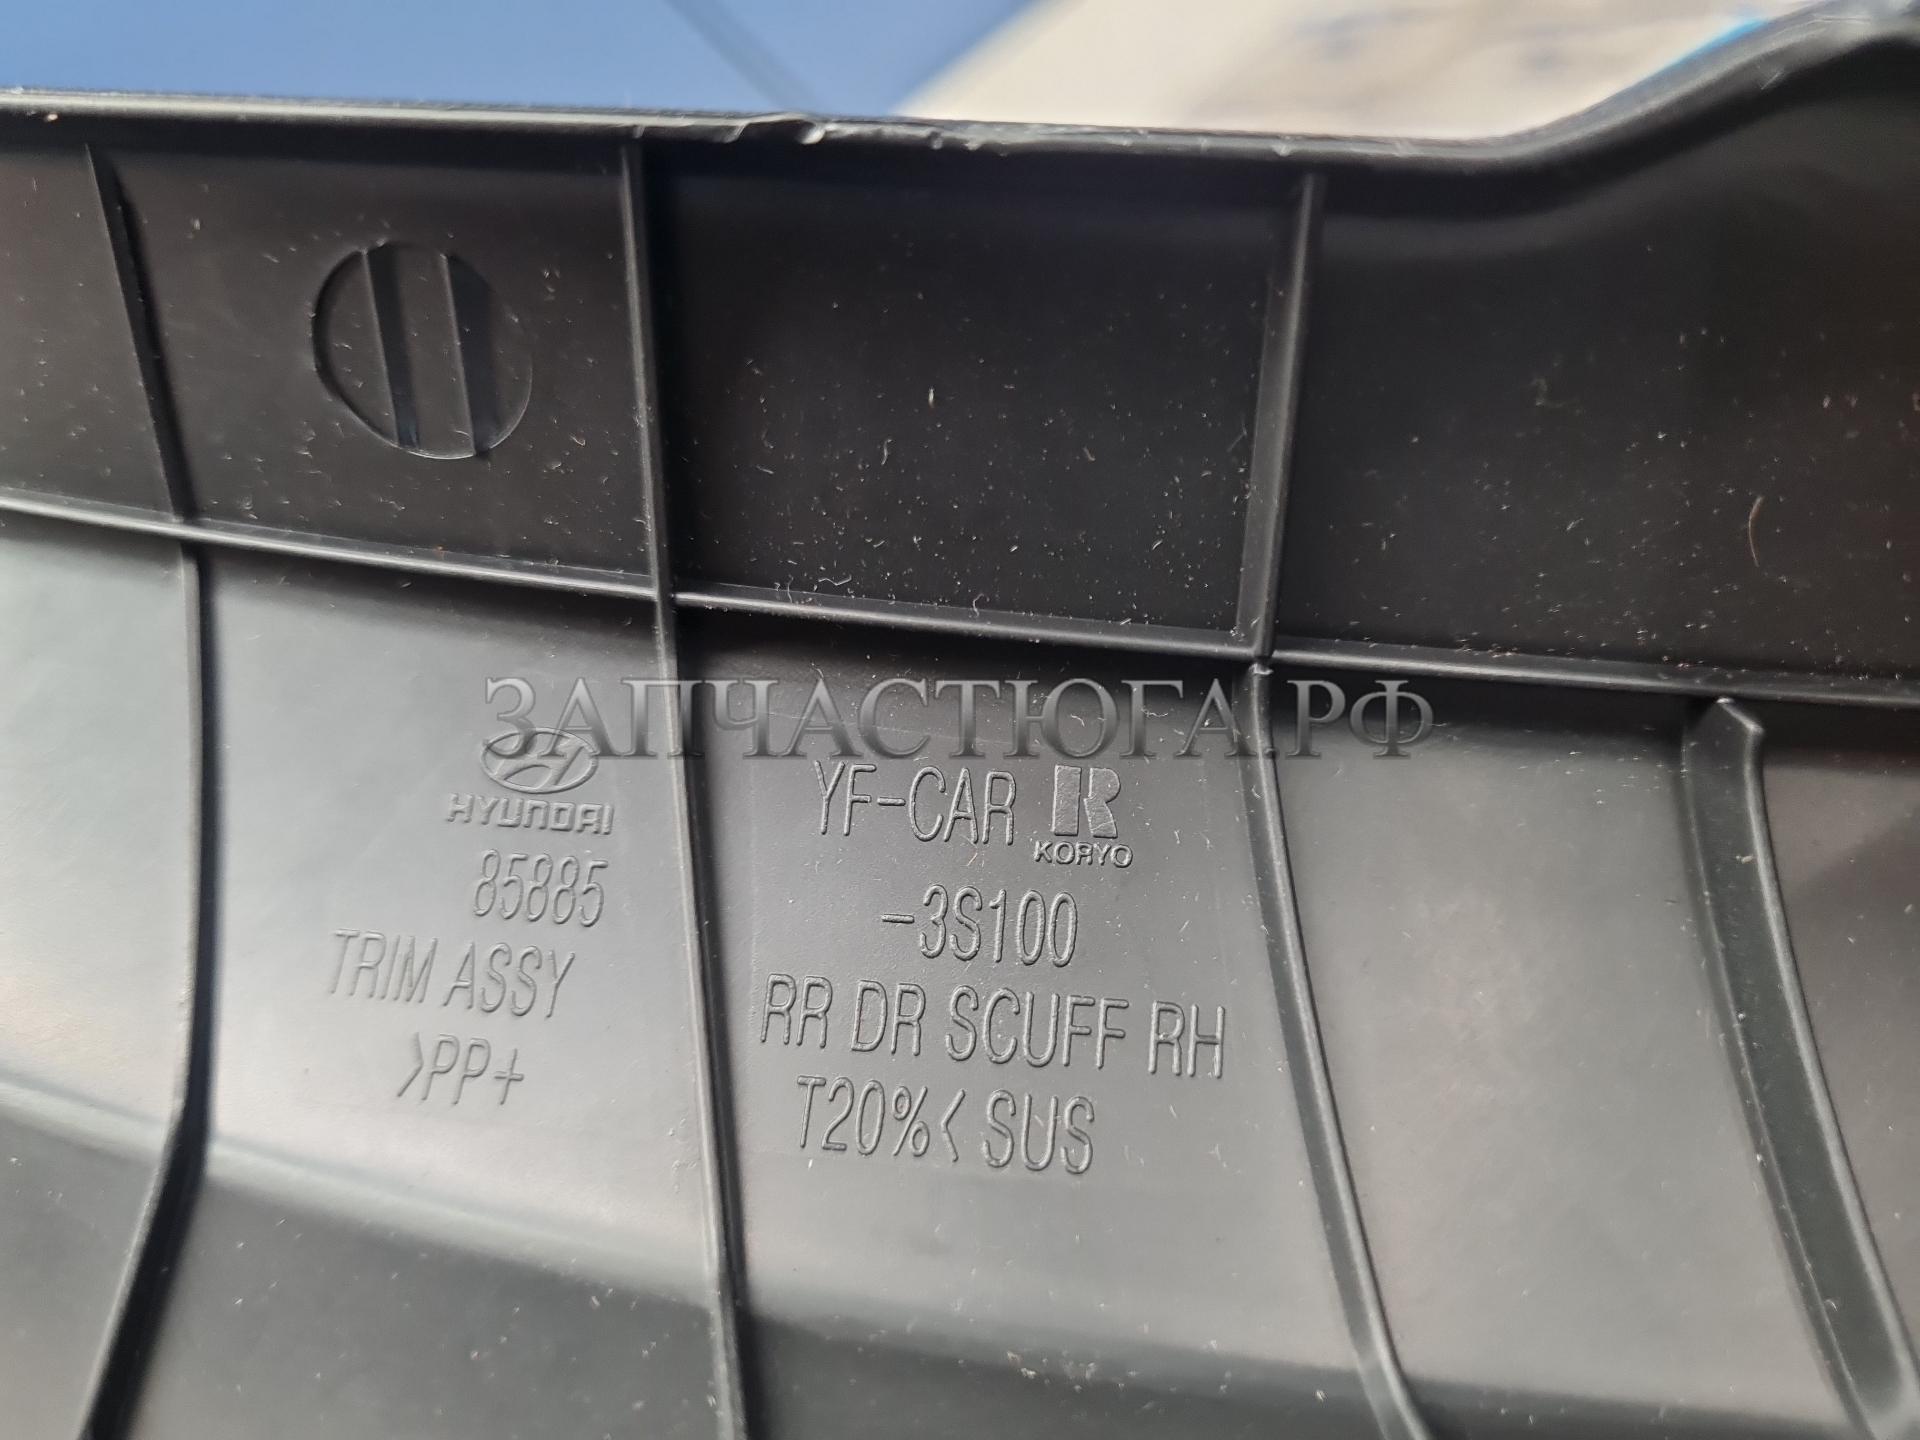 ЗАПЧАСТЮГА.РФ
HYUNDAI YF-CAR KORYO
85885 -3S100
TRIM ASSY RR DR SCUFF RH
>PP+ T20%< SUS